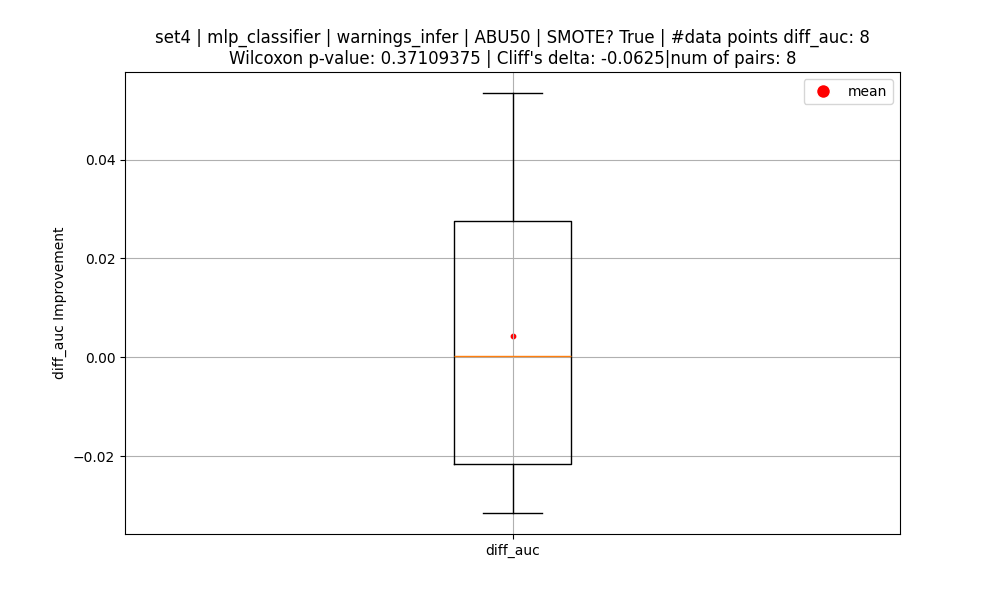 set4 | mlp_classifier | warnings_infer | ABU50 | SMOTE? True | #data points diff_auc: 8
Wilcoxon p-value: 0.37109375 | Cliff's delta: -0.0625|num of pairs: 8
mean
0.04
0.02
0.00
−0.02
diff_auc Improvement
diff_auc